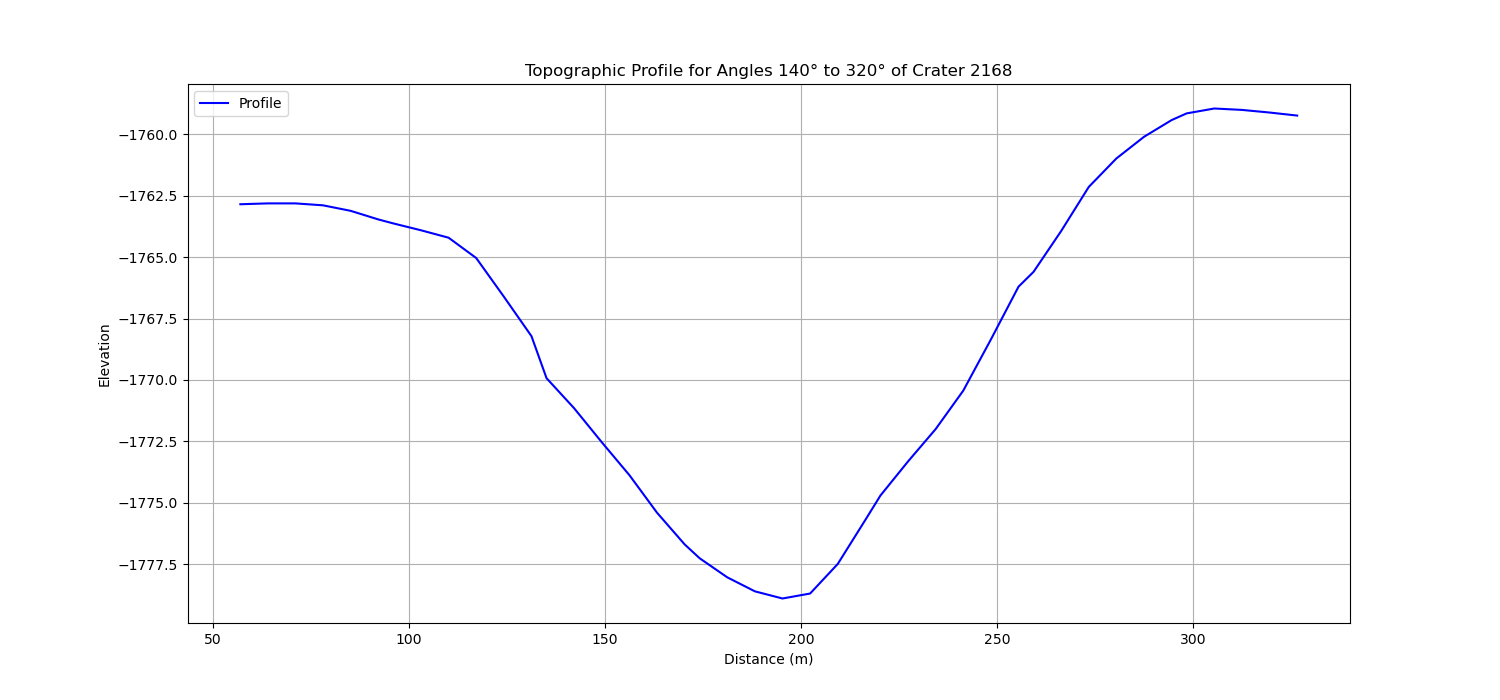 Topographic Profile for Angles 140° to 320° of Crater 2168
Profile
−1760.0
−1762.5
−1765.0
−1767.5
−1770.0
−1772.5
−1775.0
−1777.5
Elevation
50 100 150 200 250 300
Distance (m)